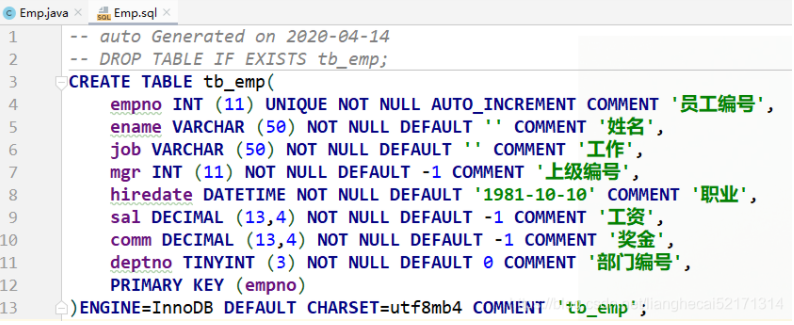 Emp.java Emp.sql
1 -- auto Generated on 2020-04-14
2 -- DROP TABLE IF EXISTS tb_emp;
3 CREATE TABLE tb_emp(
4 empno INT (11) UNIQUE NOT NULL AUTO_INCREMENT COMMENT '员工编号',
5 ename VARCHAR (50) NOT NULL DEFAULT '' COMMENT '姓名',
6 job VARCHAR (50) NOT NULL DEFAULT '' COMMENT '工作',
7 mgr INT (11) NOT NULL DEFAULT -1 COMMENT '上级编号',
8 hiredate DATETIME NOT NULL DEFAULT '1981-10-10' COMMENT '职业',
9 sal DECIMAL (13,4) NOT NULL DEFAULT -1 COMMENT '工资',
10 comm DECIMAL (13,4) NOT NULL DEFAULT -1 COMMENT '奖金',
11 deptno TINYINT (3) NOT NULL DEFAULT 0 COMMENT '部门编号',
12 PRIMARY KEY (empno)
13 )ENGINE=InnoDB DEFAULT CHARSET=utf8mb4 COMMENT 'tb_emp';